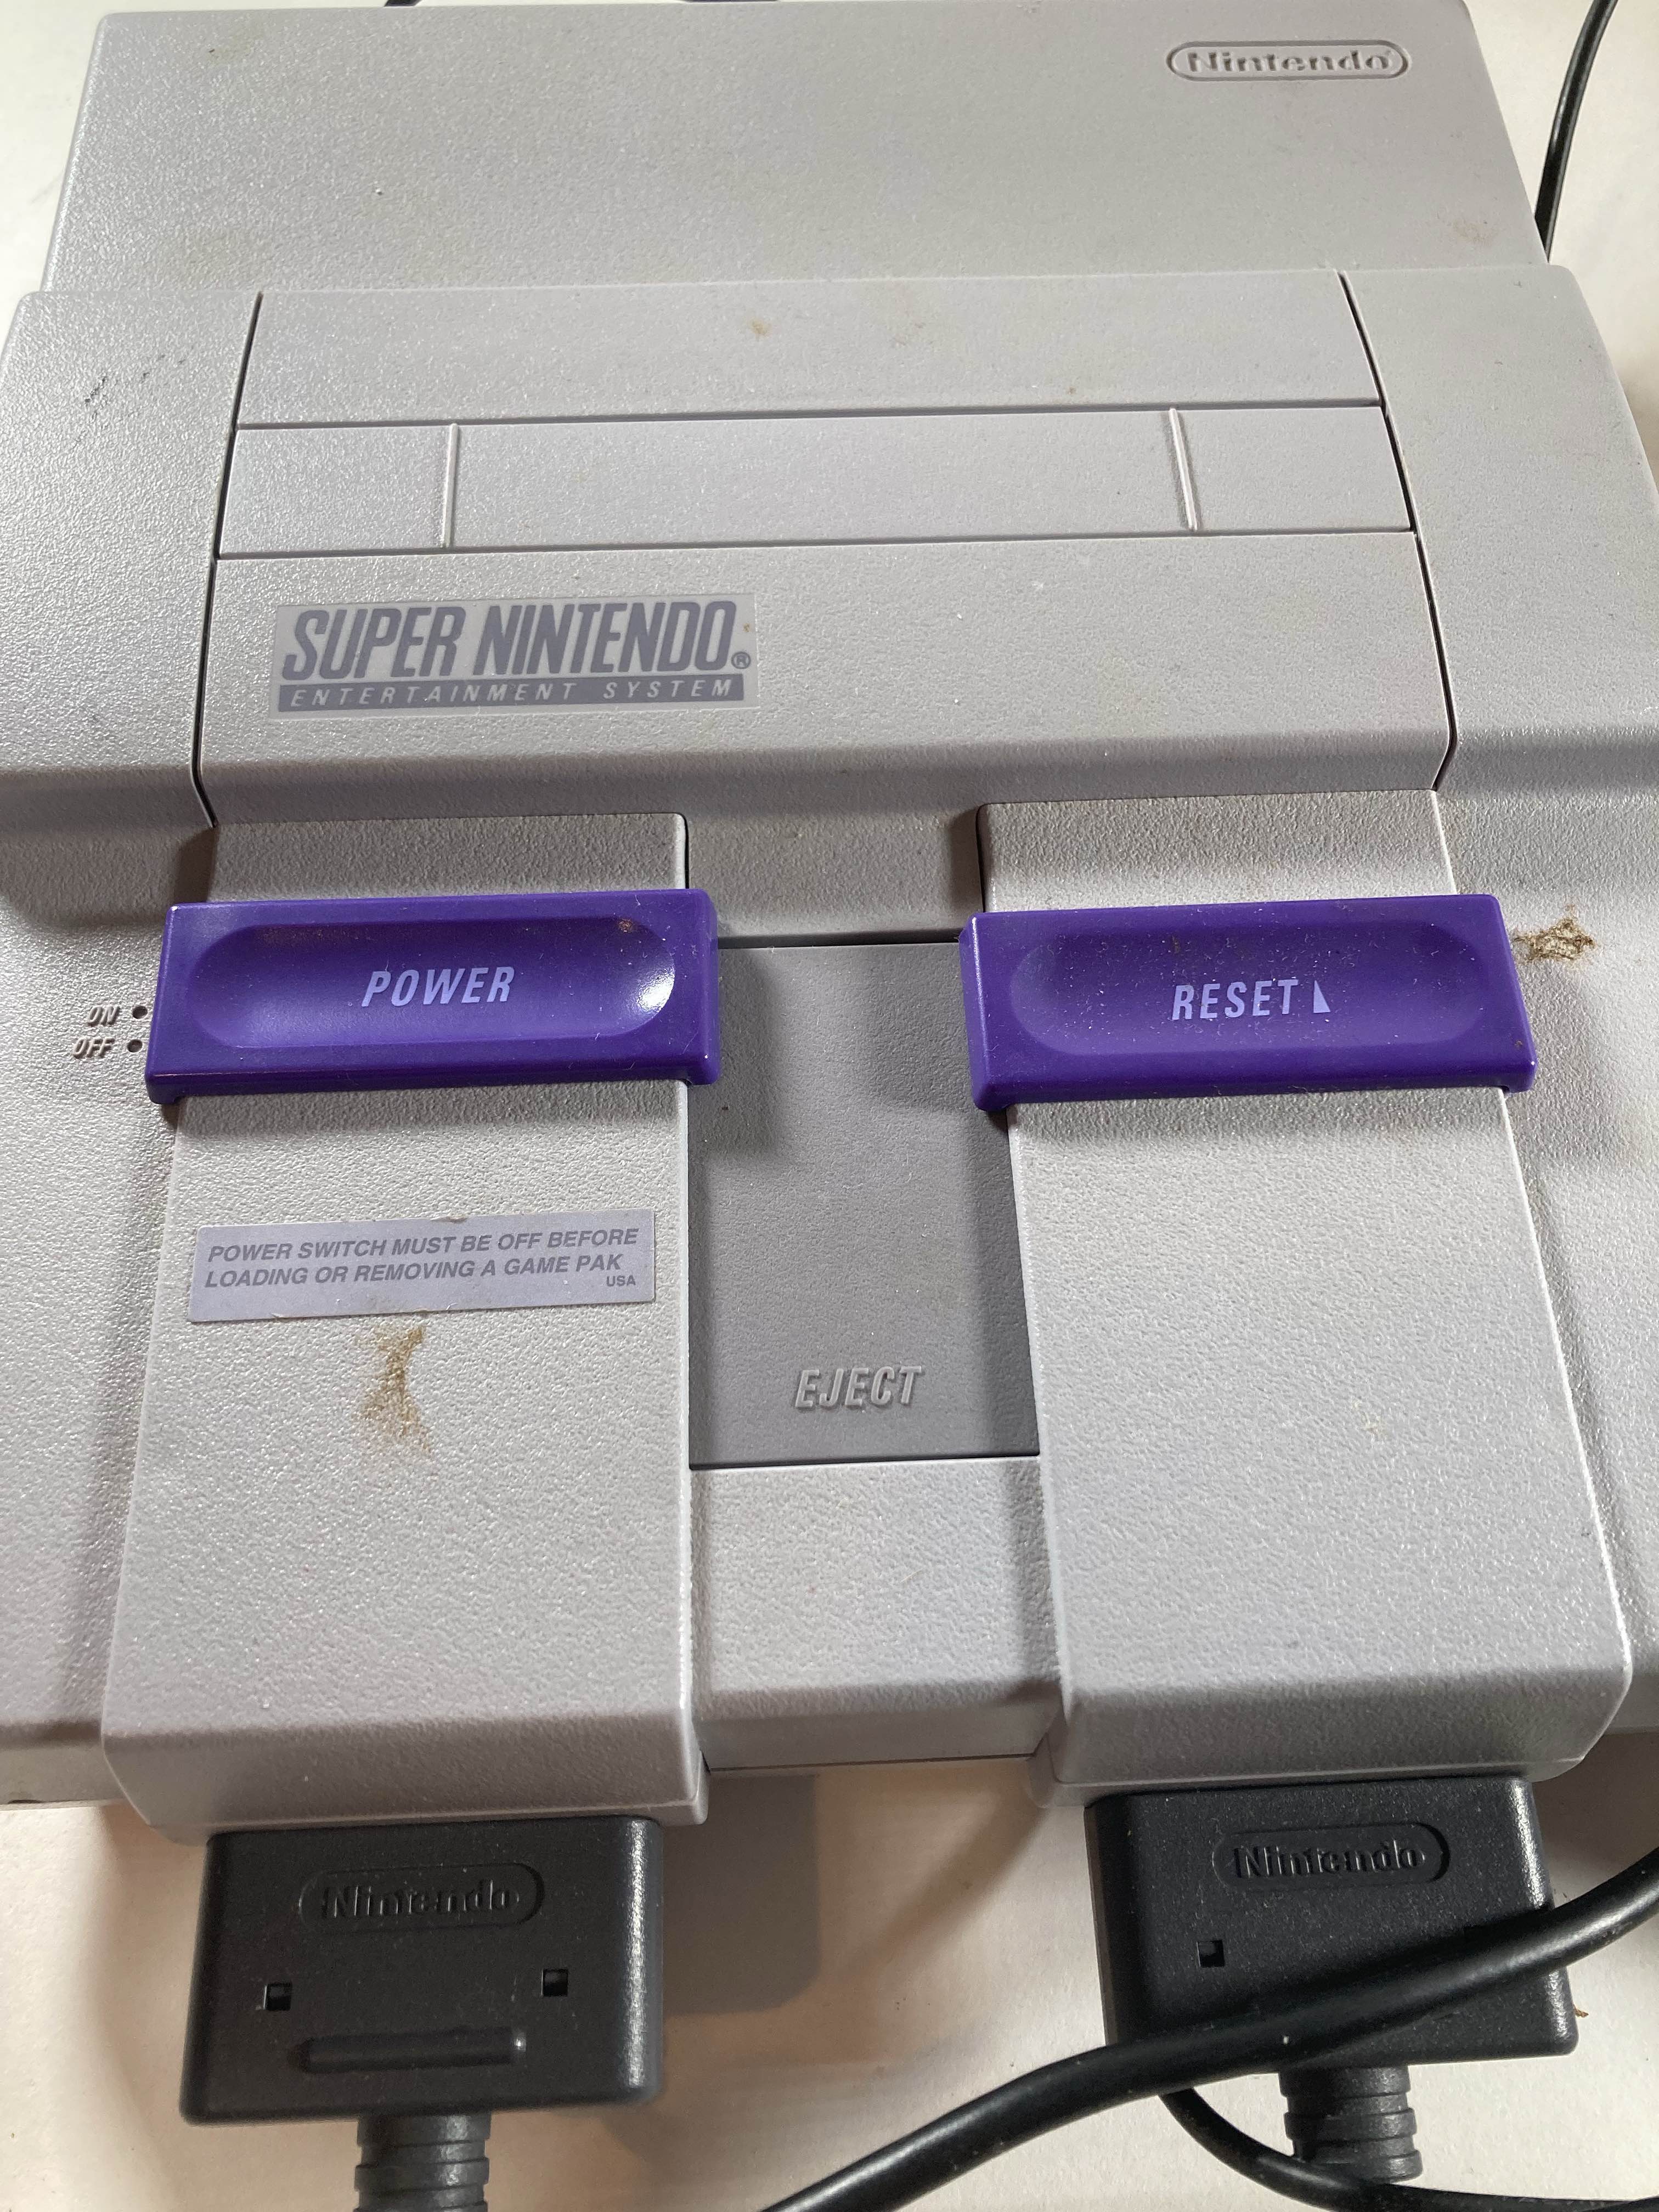 Nintendo®
SUPER NINTENDO®
ENTERTAINMENT SYSTEM
POWER
RESET
ON
OFF
POWER SWITCH MUST BE OFF BEFORE
LOADING OR REMOVING A GAME PAK
USA
EJECT
Nintendo
Nintendo